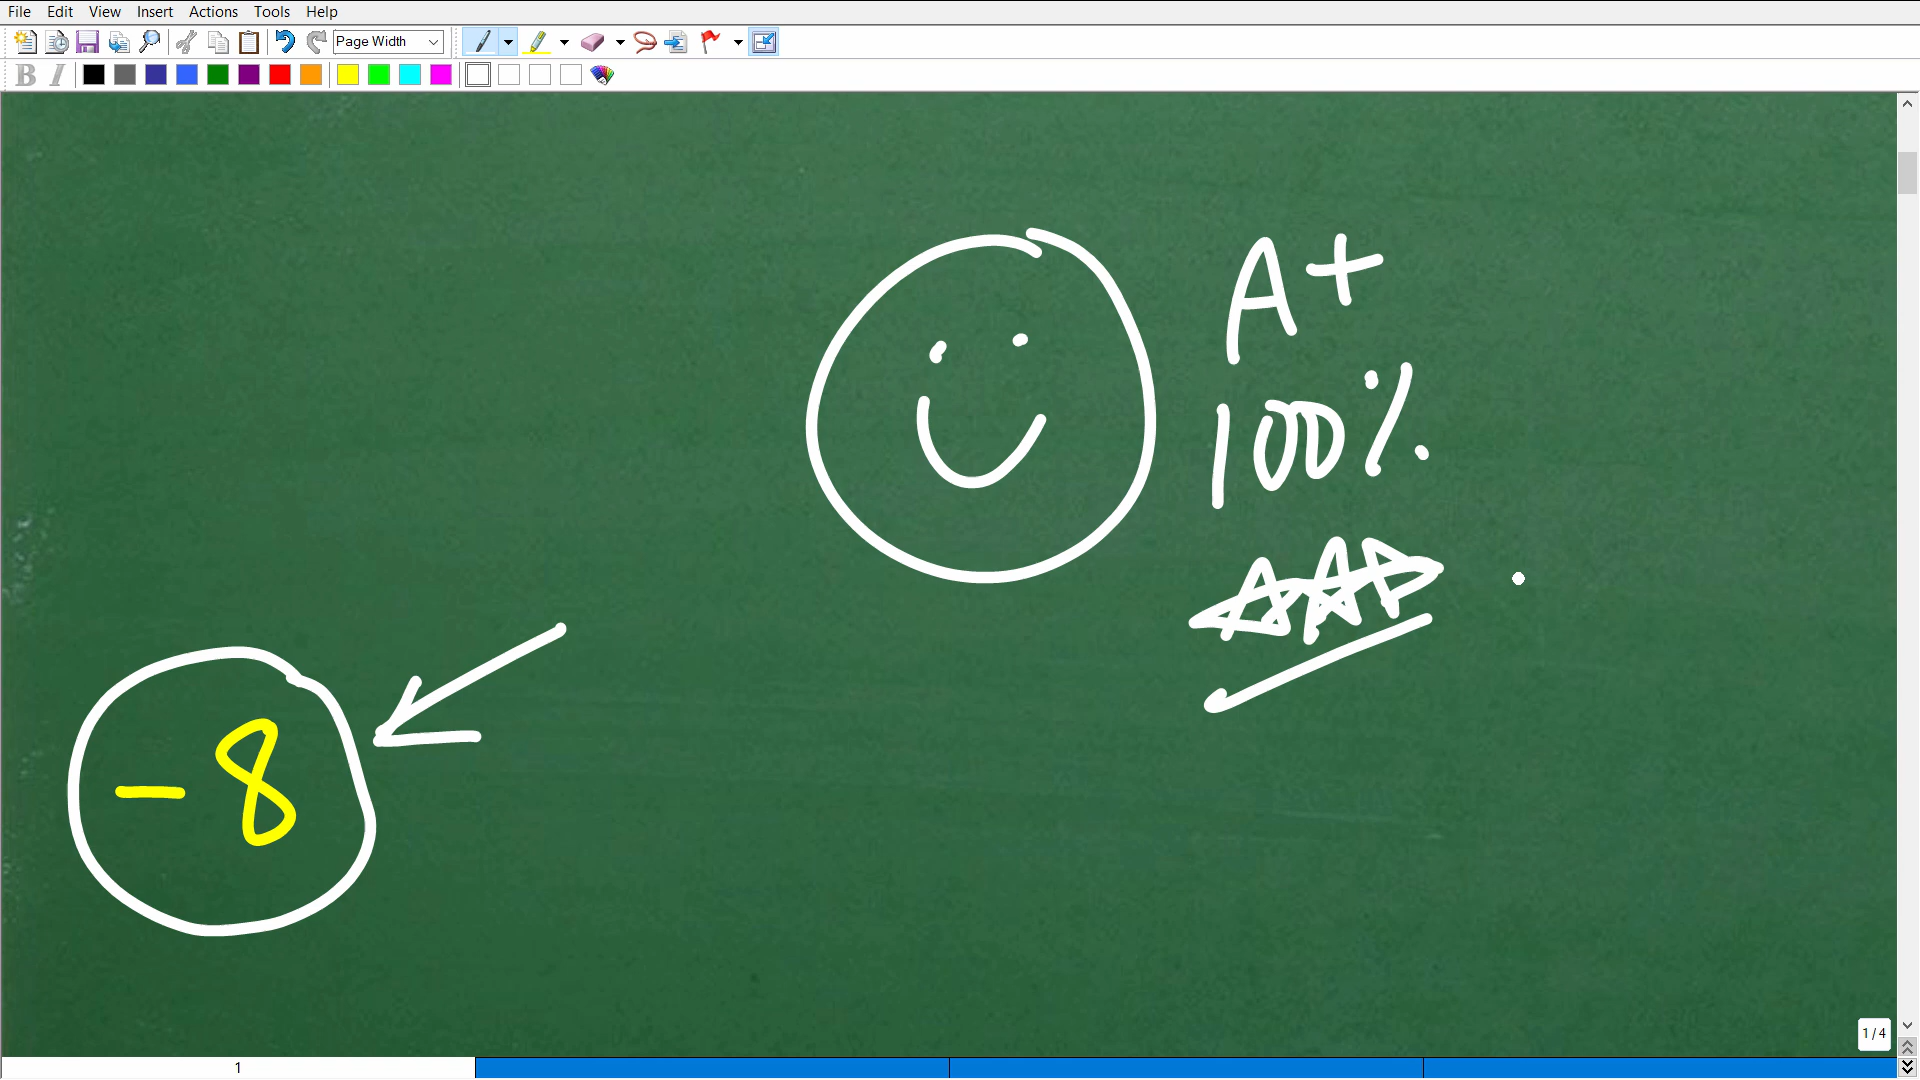 File Edit View Insert Actions Tools Help
Page Width
B I
A+
100%
-8
1/4
1